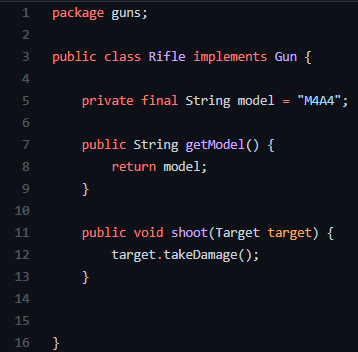 1 package guns;
2
3 public class Rifle implements Gun {
4
5     private final String model = "M4A4";
6
7     public String getModel() {
8         return model;
9     }
10
11     public void shoot(Target target) {
12         target.takeDamage();
13     }
14
15
16 }